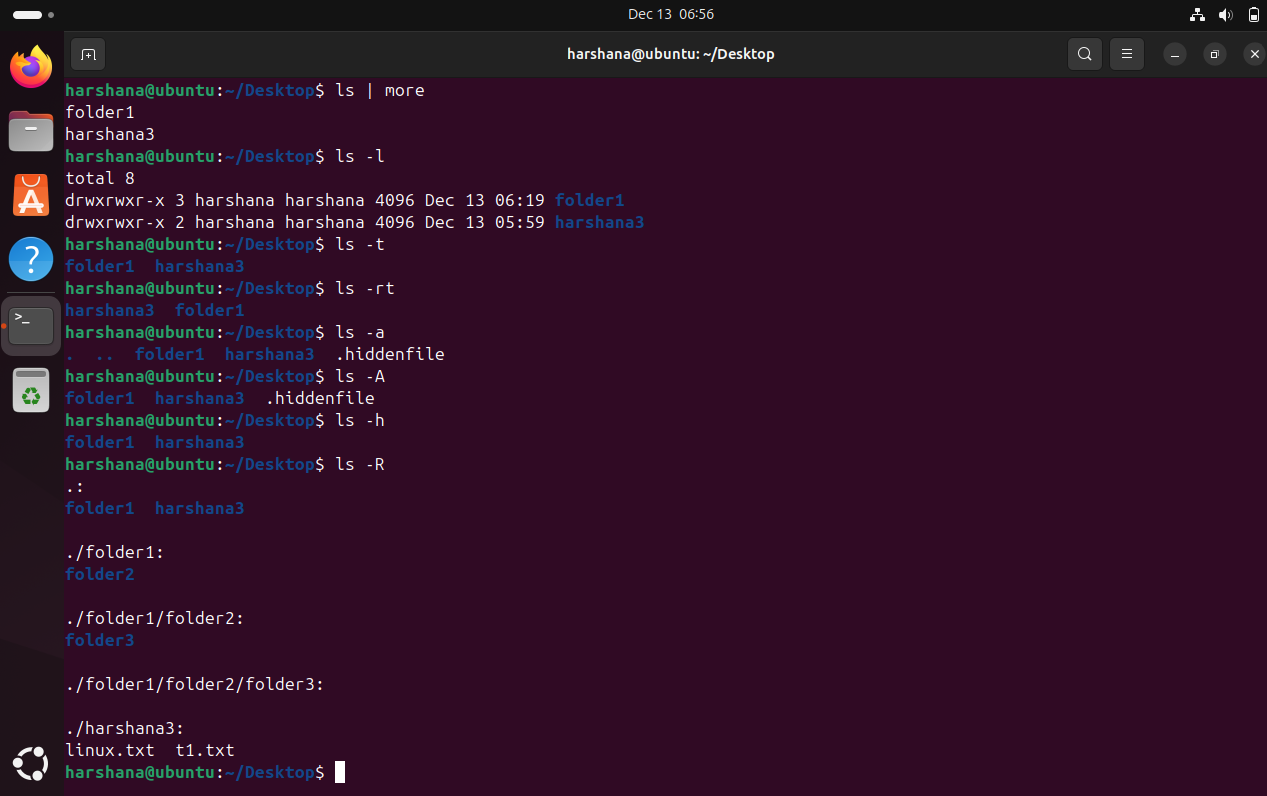 Dec 13 06:56
harshana@ubuntu: ~/Desktop
harshana@ubuntu:~/Desktop$ ls | more
folder1
harshana3
harshana@ubuntu:~/Desktop$ ls -l
total 8
drwxrwxr-x 3 harshana harshana 4096 Dec 13 06:19 folder1
drwxrwxr-x 2 harshana harshana 4096 Dec 13 05:59 harshana3
harshana@ubuntu:~/Desktop$ ls -t
folder1  harshana3
harshana@ubuntu:~/Desktop$ ls -rt
harshana3  folder1
harshana@ubuntu:~/Desktop$ ls -a
.  ..  folder1  harshana3  .hiddenfile
harshana@ubuntu:~/Desktop$ ls -A
folder1  harshana3  .hiddenfile
harshana@ubuntu:~/Desktop$ ls -h
folder1  harshana3
harshana@ubuntu:~/Desktop$ ls -R
.:
folder1  harshana3
./folder1:
folder2
./folder1/folder2:
folder3
./folder1/folder2/folder3:
./harshana3:
linux.txt  t1.txt
harshana@ubuntu:~/Desktop$